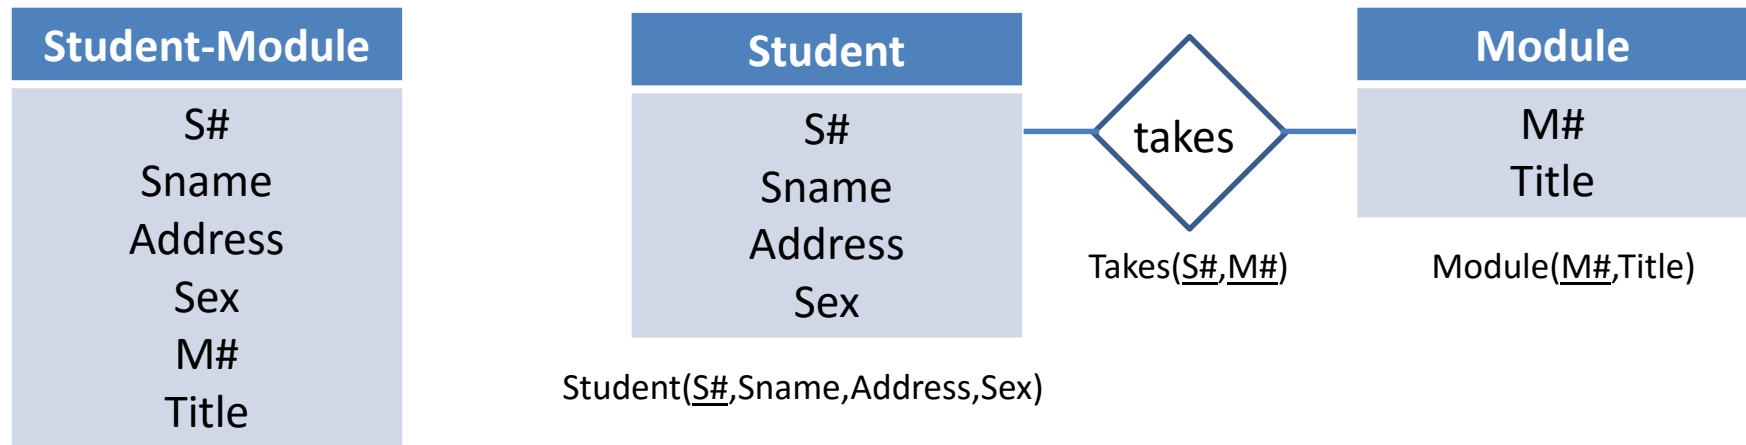 Student-Module
S#
Sname
Address
Sex
M#
Title
Student
S#
Sname
Address
Sex
Student(S#,Sname,Address,Sex)
takes
Takes(S#,M#)
Module
M#
Title
Module(M#,Title)